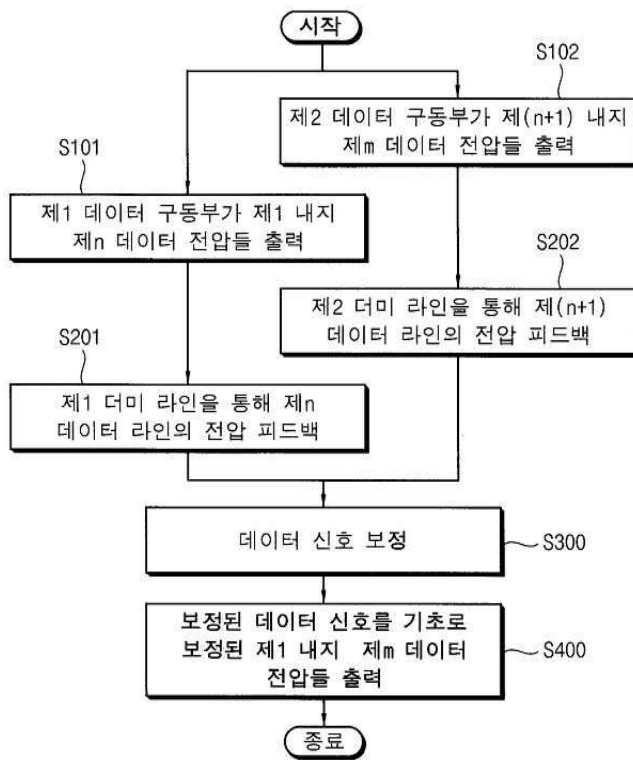 시작
S102
제2 데이터 구동부가 제(n+1) 내지
제m 데이터 전압들 출력
S101
제1 데이터 구동부가 제1 내지
제n 데이터 전압들 출력
S202
제2 더미 라인을 통해 제(n+1)
데이터 라인의 전압 피드백
S201
제1 더미 라인을 통해 제n
데이터 라인의 전압 피드백
데이터 신호 보정
S300
보정된 데이터 신호를 기초로
보정된 제1 내지 제m 데이터
전압들 출력
S400
종료